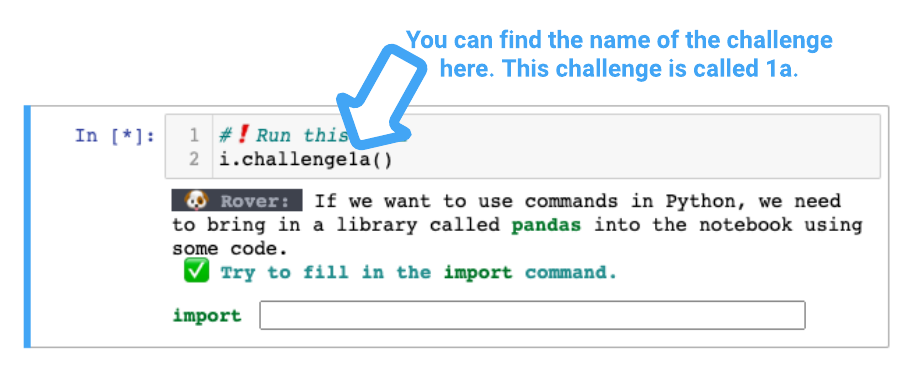 You can find the name of the challenge
here. This challenge is called 1a.
In [*]: 1 #❗Run this
2 i.challenge1a()
🐶 Rover: If we want to use commands in Python, we need
to bring in a library called pandas into the notebook using
some code.
✅ Try to fill in the import command.
import